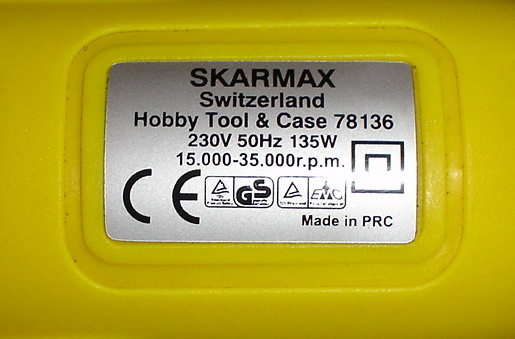 SKARMAX
Switzerland
Hobby Tool & Case 78136
230V 50Hz 135W
15.000-35.000r.p.m.
CE GS EMC
Made in PRC